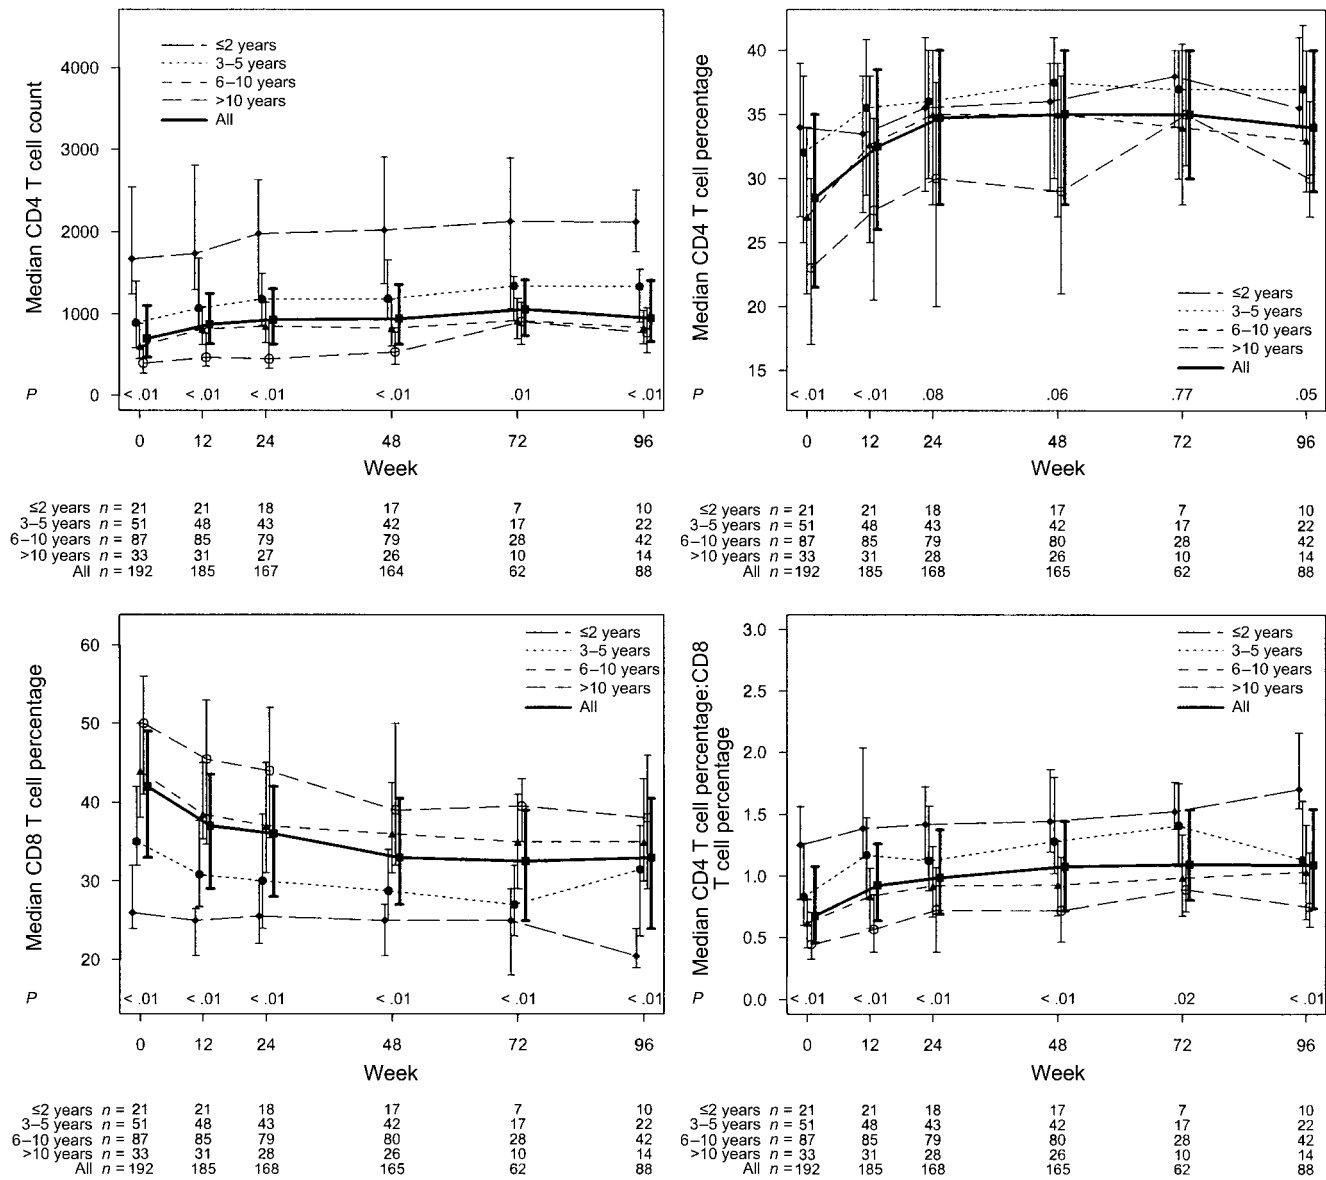 Median CD4 T cell count
≤2 years
3–5 years
6–10 years
>10 years
All
4000
3000
2000
1000
0
P <.01 <.01 <.01 <.01 .01 <.01
0 12 24 48 72 96
Week
≤2 years n = 21 21 18 17 7 10
3–5 years n = 51 48 43 42 17 22
6–10 years n = 87 85 79 79 28 42
>10 years n = 33 31 27 26 10 14
All n = 192 185 167 164 62 88
Median CD4 T cell percentage
40
35
30
25
20
15
≤2 years
3–5 years
6–10 years
>10 years
All
P <.01 <.01 .08 .06 .77 .05
0 12 24 48 72 96
Week
≤2 years n = 21 21 18 17 7 10
3–5 years n = 51 48 43 42 17 22
6–10 years n = 87 85 79 80 28 42
>10 years n = 33 31 28 26 10 14
All n = 192 185 168 165 62 88
Median CD8 T cell percentage
60
50
40
30
20
≤2 years
3–5 years
6–10 years
>10 years
All
P <.01 <.01 <.01 <.01 <.01 <.01
0 12 24 48 72 96
Week
≤2 years n = 21 21 18 17 7 10
3–5 years n = 51 48 43 42 17 22
6–10 years n = 87 85 79 80 28 42
>10 years n = 33 31 28 26 10 14
All n = 192 185 168 165 62 88
Median CD4 T cell percentage:CD8
T cell percentage
3.0
2.5
2.0
1.5
1.0
0.5
0.0
≤2 years
3–5 years
6–10 years
>10 years
All
P <.01 <.01 <.01 <.01 .02 <.01
0 12 24 48 72 96
Week
≤2 years n = 21 21 18 17 7 10
3–5 years n = 51 48 43 42 17 22
6–10 years n = 87 85 79 80 28 42
>10 years n = 33 31 28 26 10 14
All n = 192 185 168 165 62 88